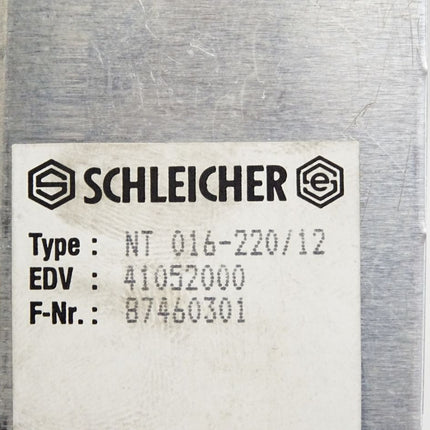 SCHLEICHER
Type : NT 016-220/12
EDV : 41052000
F-Nr. : 87460301